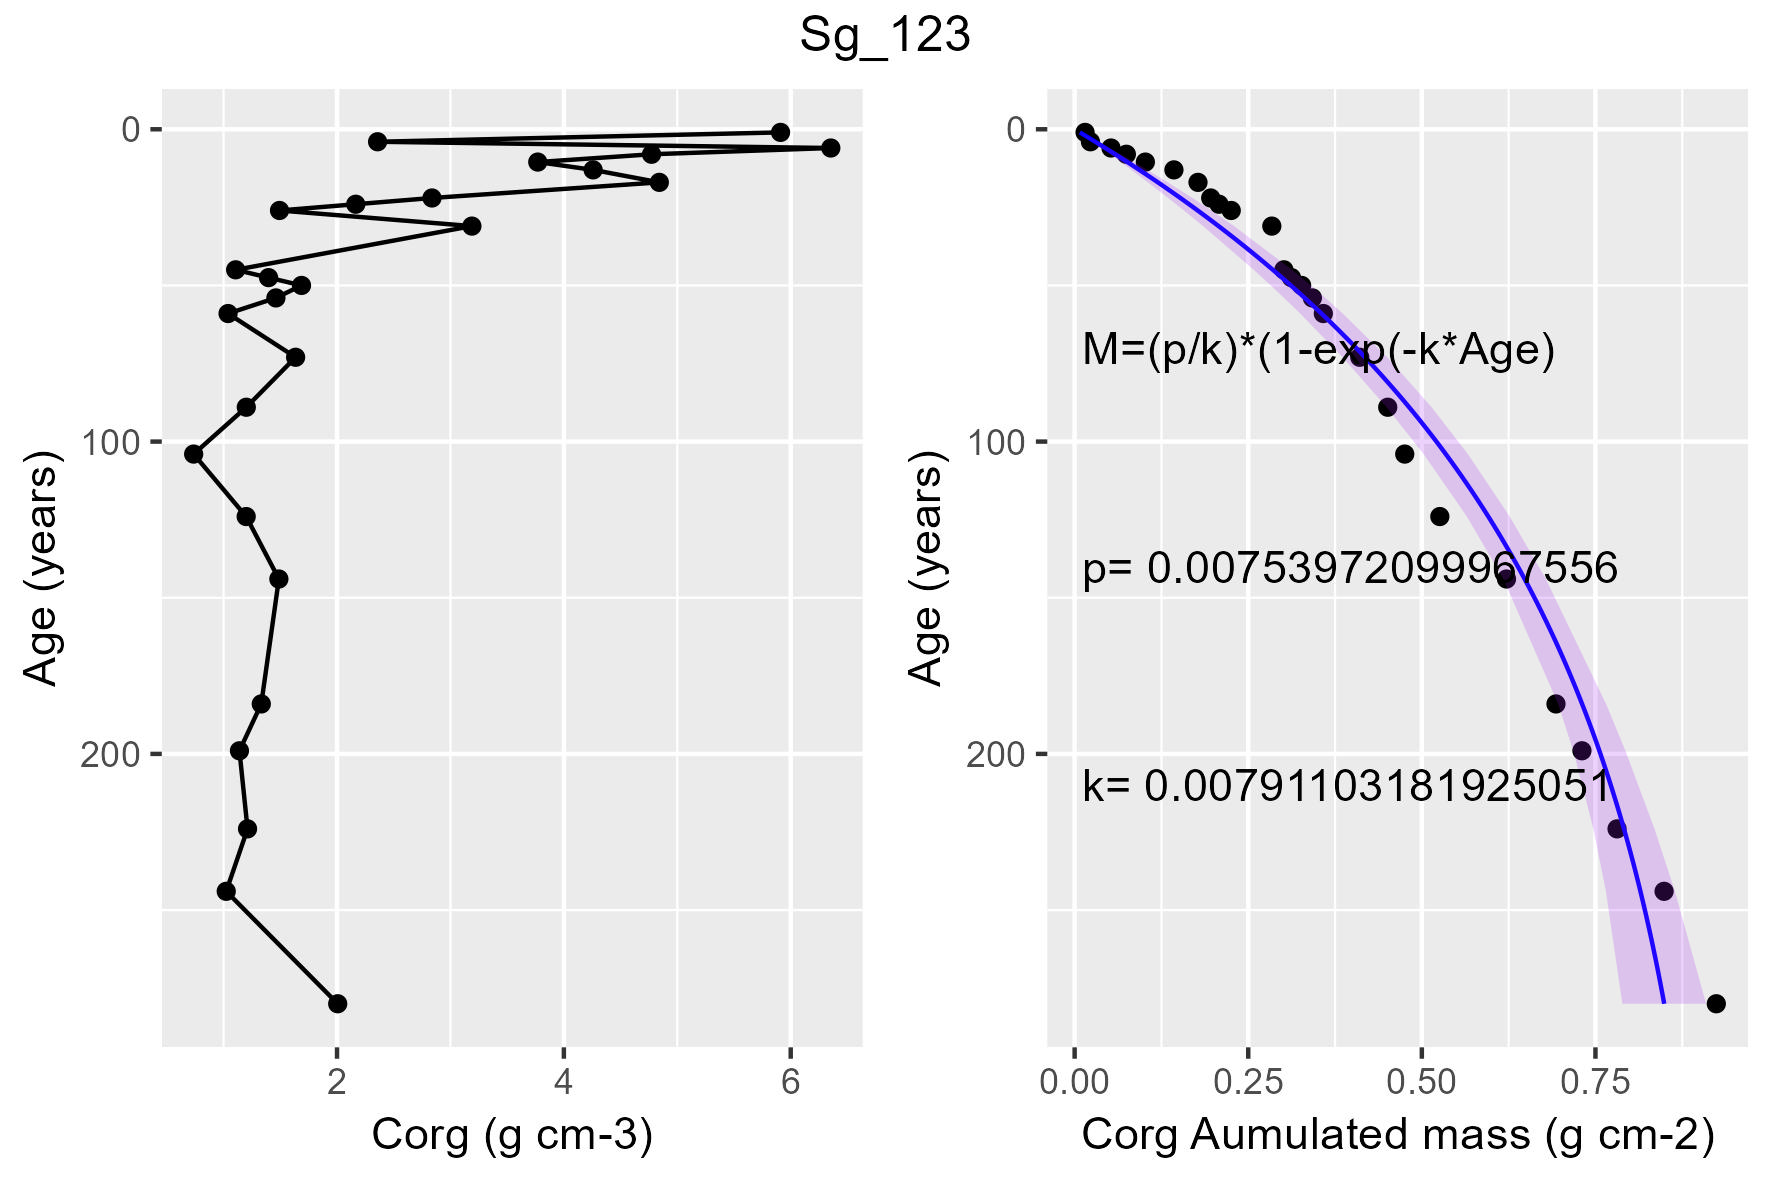 Sg_123
0
100
200
Age (years)
2
4
6
Corg (g cm-3)
0
100
200
Age (years)
M=(p/k)*(1-exp(-k*Age)
p= 0.00753972099967556
k= 0.00791103181925051
0.00
0.25
0.50
0.75
Corg Aumulated mass (g cm-2)